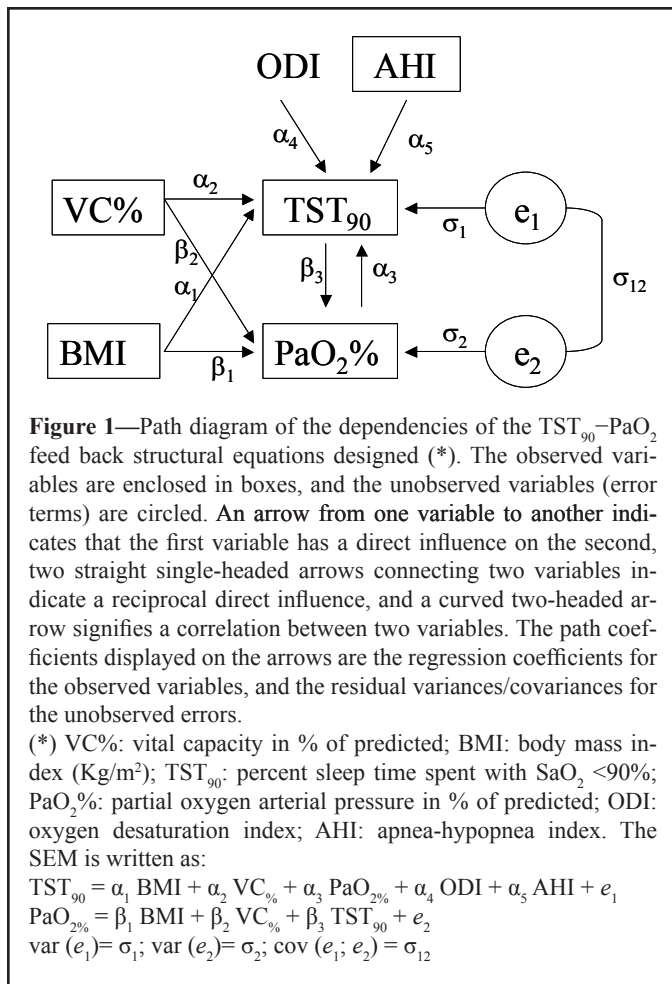 ODI AHI
α₄ α₅
VC% α₂ TST₉₀ σ₁ e₁
β₂ α₁ β₃ α₃ σ₁₂
BMI β₁ PaO₂% σ₂ e₂
Figure 1—Path diagram of the dependencies of the TST₉₀−PaO₂
feed back structural equations designed (*). The observed vari-
ables are enclosed in boxes, and the unobserved variables (error
terms) are circled. An arrow from one variable to another indi-
cates that the first variable has a direct influence on the second,
two straight single-headed arrows connecting two variables in-
dicate a reciprocal direct influence, and a curved two-headed ar-
row signifies a correlation between two variables. The path coef-
ficients displayed on the arrows are the regression coefficients for
the observed variables, and the residual variances/covariances for
the unobserved errors.
(*) VC%: vital capacity in % of predicted; BMI: body mass in-
dex (Kg/m²); TST₉₀: percent sleep time spent with SaO₂ <90%;
PaO₂%: partial oxygen arterial pressure in % of predicted; ODI:
oxygen desaturation index; AHI: apnea-hypopnea index. The
SEM is written as:
TST₉₀ = α₁ BMI + α₂ VC% + α₃ PaO₂% + α₄ ODI + α₅ AHI + e₁
PaO₂% = β₁ BMI + β₂ VC% + β₃ TST₉₀ + e₂
var (e₁)= σ₁; var (e₂)= σ₂; cov (e₁; e₂) = σ₁₂